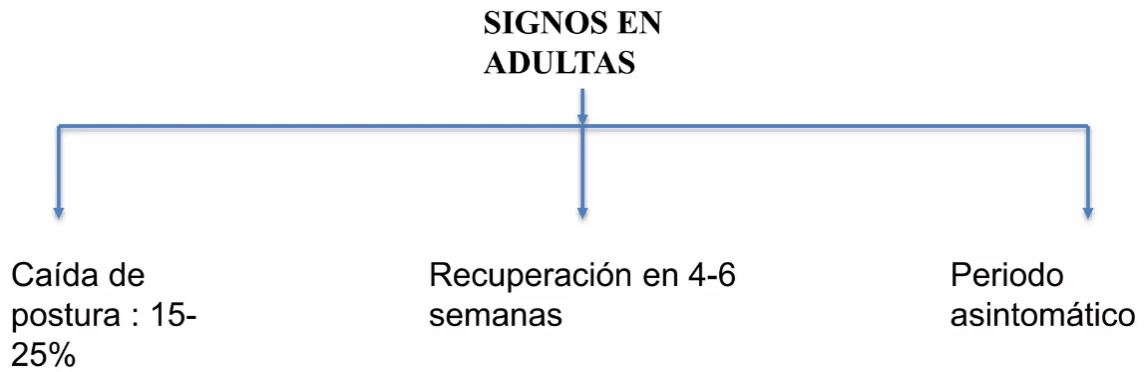 SIGNOS EN
ADULTAS
Caída de
postura : 15-
25%
Recuperación en 4-6
semanas
Periodo
asintomático